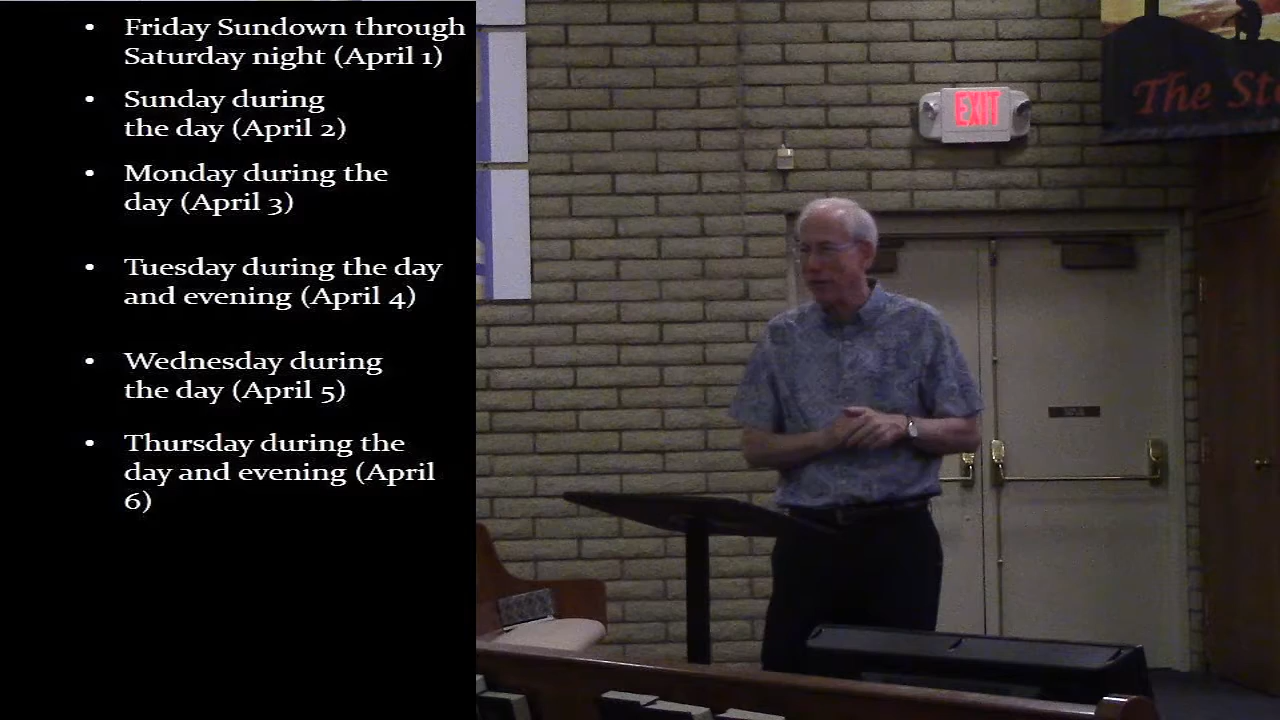 • Friday Sundown through
Saturday night (April 1)
• Sunday during
the day (April 2)
• Monday during the
day (April 3)
• Tuesday during the day
and evening (April 4)
• Wednesday during
the day (April 5)
• Thursday during the
day and evening (April
6)
EXIT
The